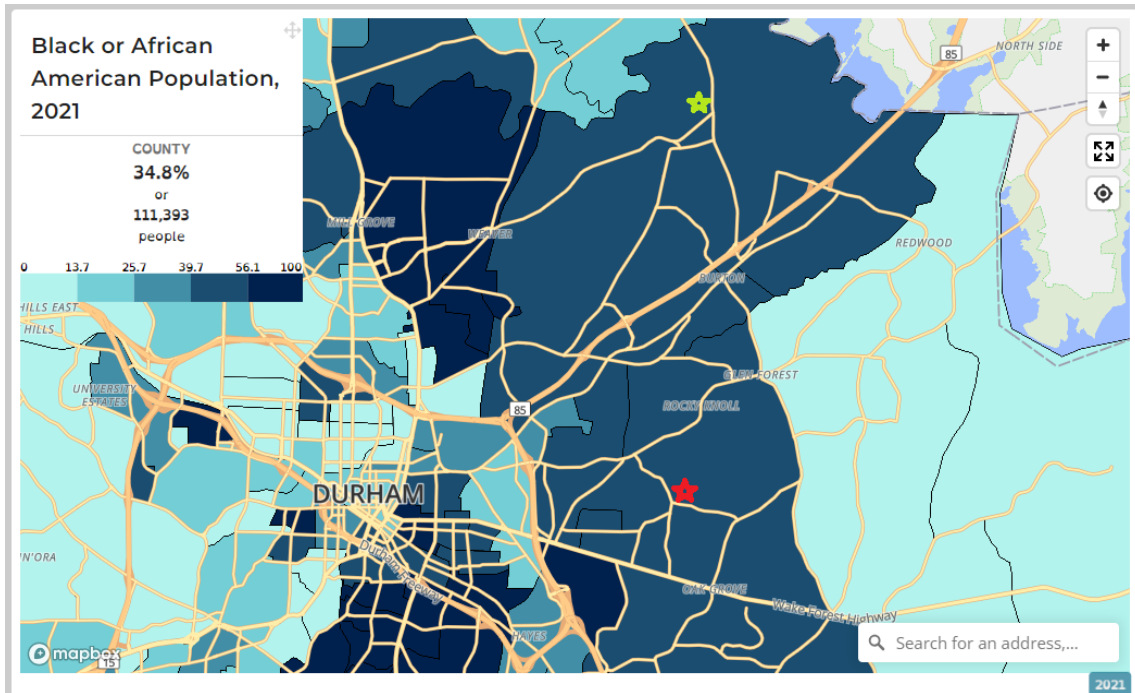 Black or African
American Population,
2021
COUNTY
34.8%
or
111,393
people
0 13.7 25.7 39.7 56.1 100
NORTH SIDE
85
MILL GROVE
WEAVER
REDWOOD
BURTON
HILLS EAST
HILLS
UNIVERSITY
ESTATES
GLEN FOREST
ROCKY KNOLL
85
DURHAM
N'ORA
Durham Freeway
OAK GROVE
Wake Forest Highway
HAYES
mapbox
15
Search for an address,...
2021